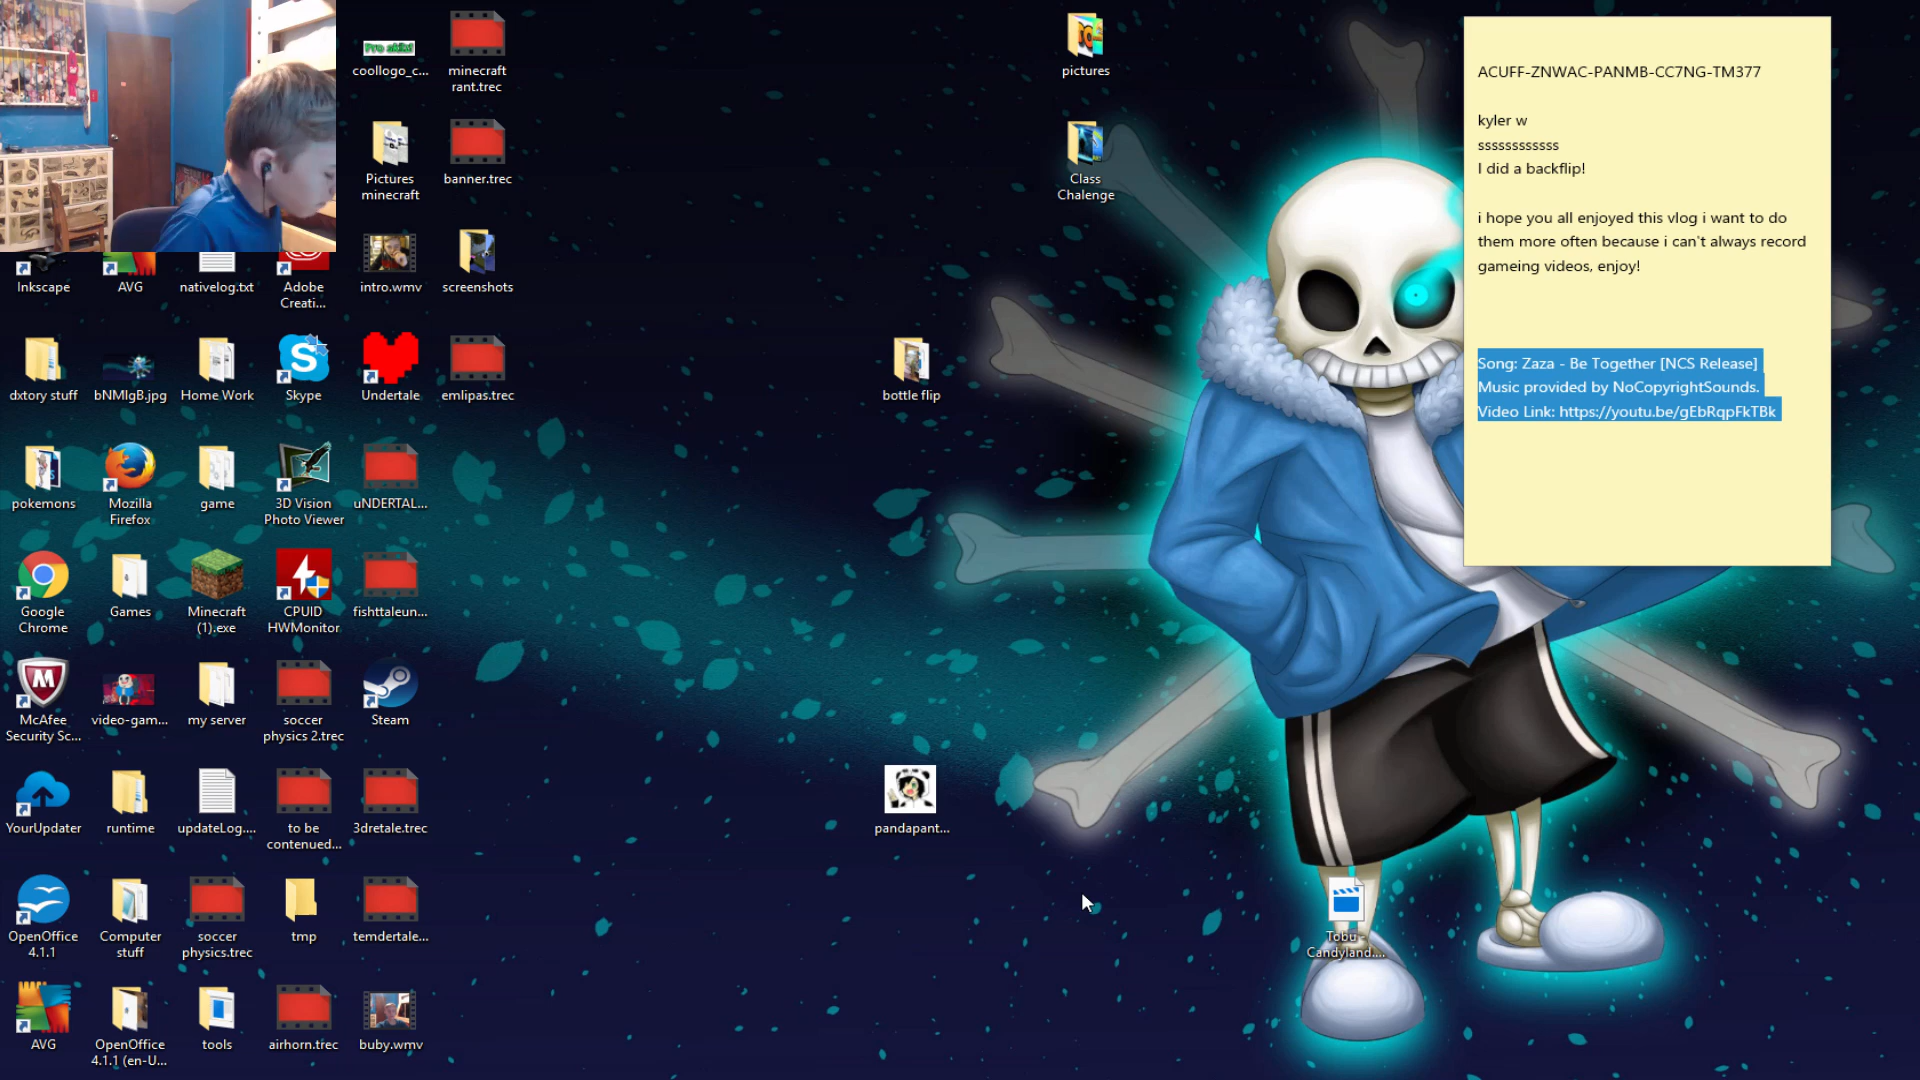 Pro skilz!
coollogo_c...
minecraft
rant.trec
pictures
Pictures
minecraft
banner.trec
Class
Chalenge
Inkscape
AVG
nativelog.txt
Adobe
Creati...
intro.wmv
screenshots
dxtory stuff
bNMIgB.jpg
Home Work
Skype
Undertale
emlipas.trec
bottle flip
pokemons
Mozilla
Firefox
game
3D Vision
Photo Viewer
uNDERTAL...
Google
Chrome
Games
Minecraft
(1).exe
CPUID
HWMonitor
fishttaleun...
McAfee
Security Sc...
video-gam...
my server
soccer
physics 2.trec
Steam
YourUpdater
runtime
updateLog....
to be
contenued...
3dretale.trec
pandapant...
OpenOffice
4.1.1
Computer
stuff
soccer
physics.trec
tmp
temdertale...
Tobu -
Candyland....
AVG
OpenOffice
4.1.1 (en-U...
tools
airhorn.trec
buby.wmv
ACUFF-ZNWAC-PANMB-CC7NG-TM377
kyler w
ssssssssssss
I did a backflip!
i hope you all enjoyed this vlog i want to do
them more often because i can't always record
gameing videos, enjoy!
Song: Zaza - Be Together [NCS Release]
Music provided by NoCopyrightSounds.
Video Link: https://youtu.be/gEbRqpFkTBk